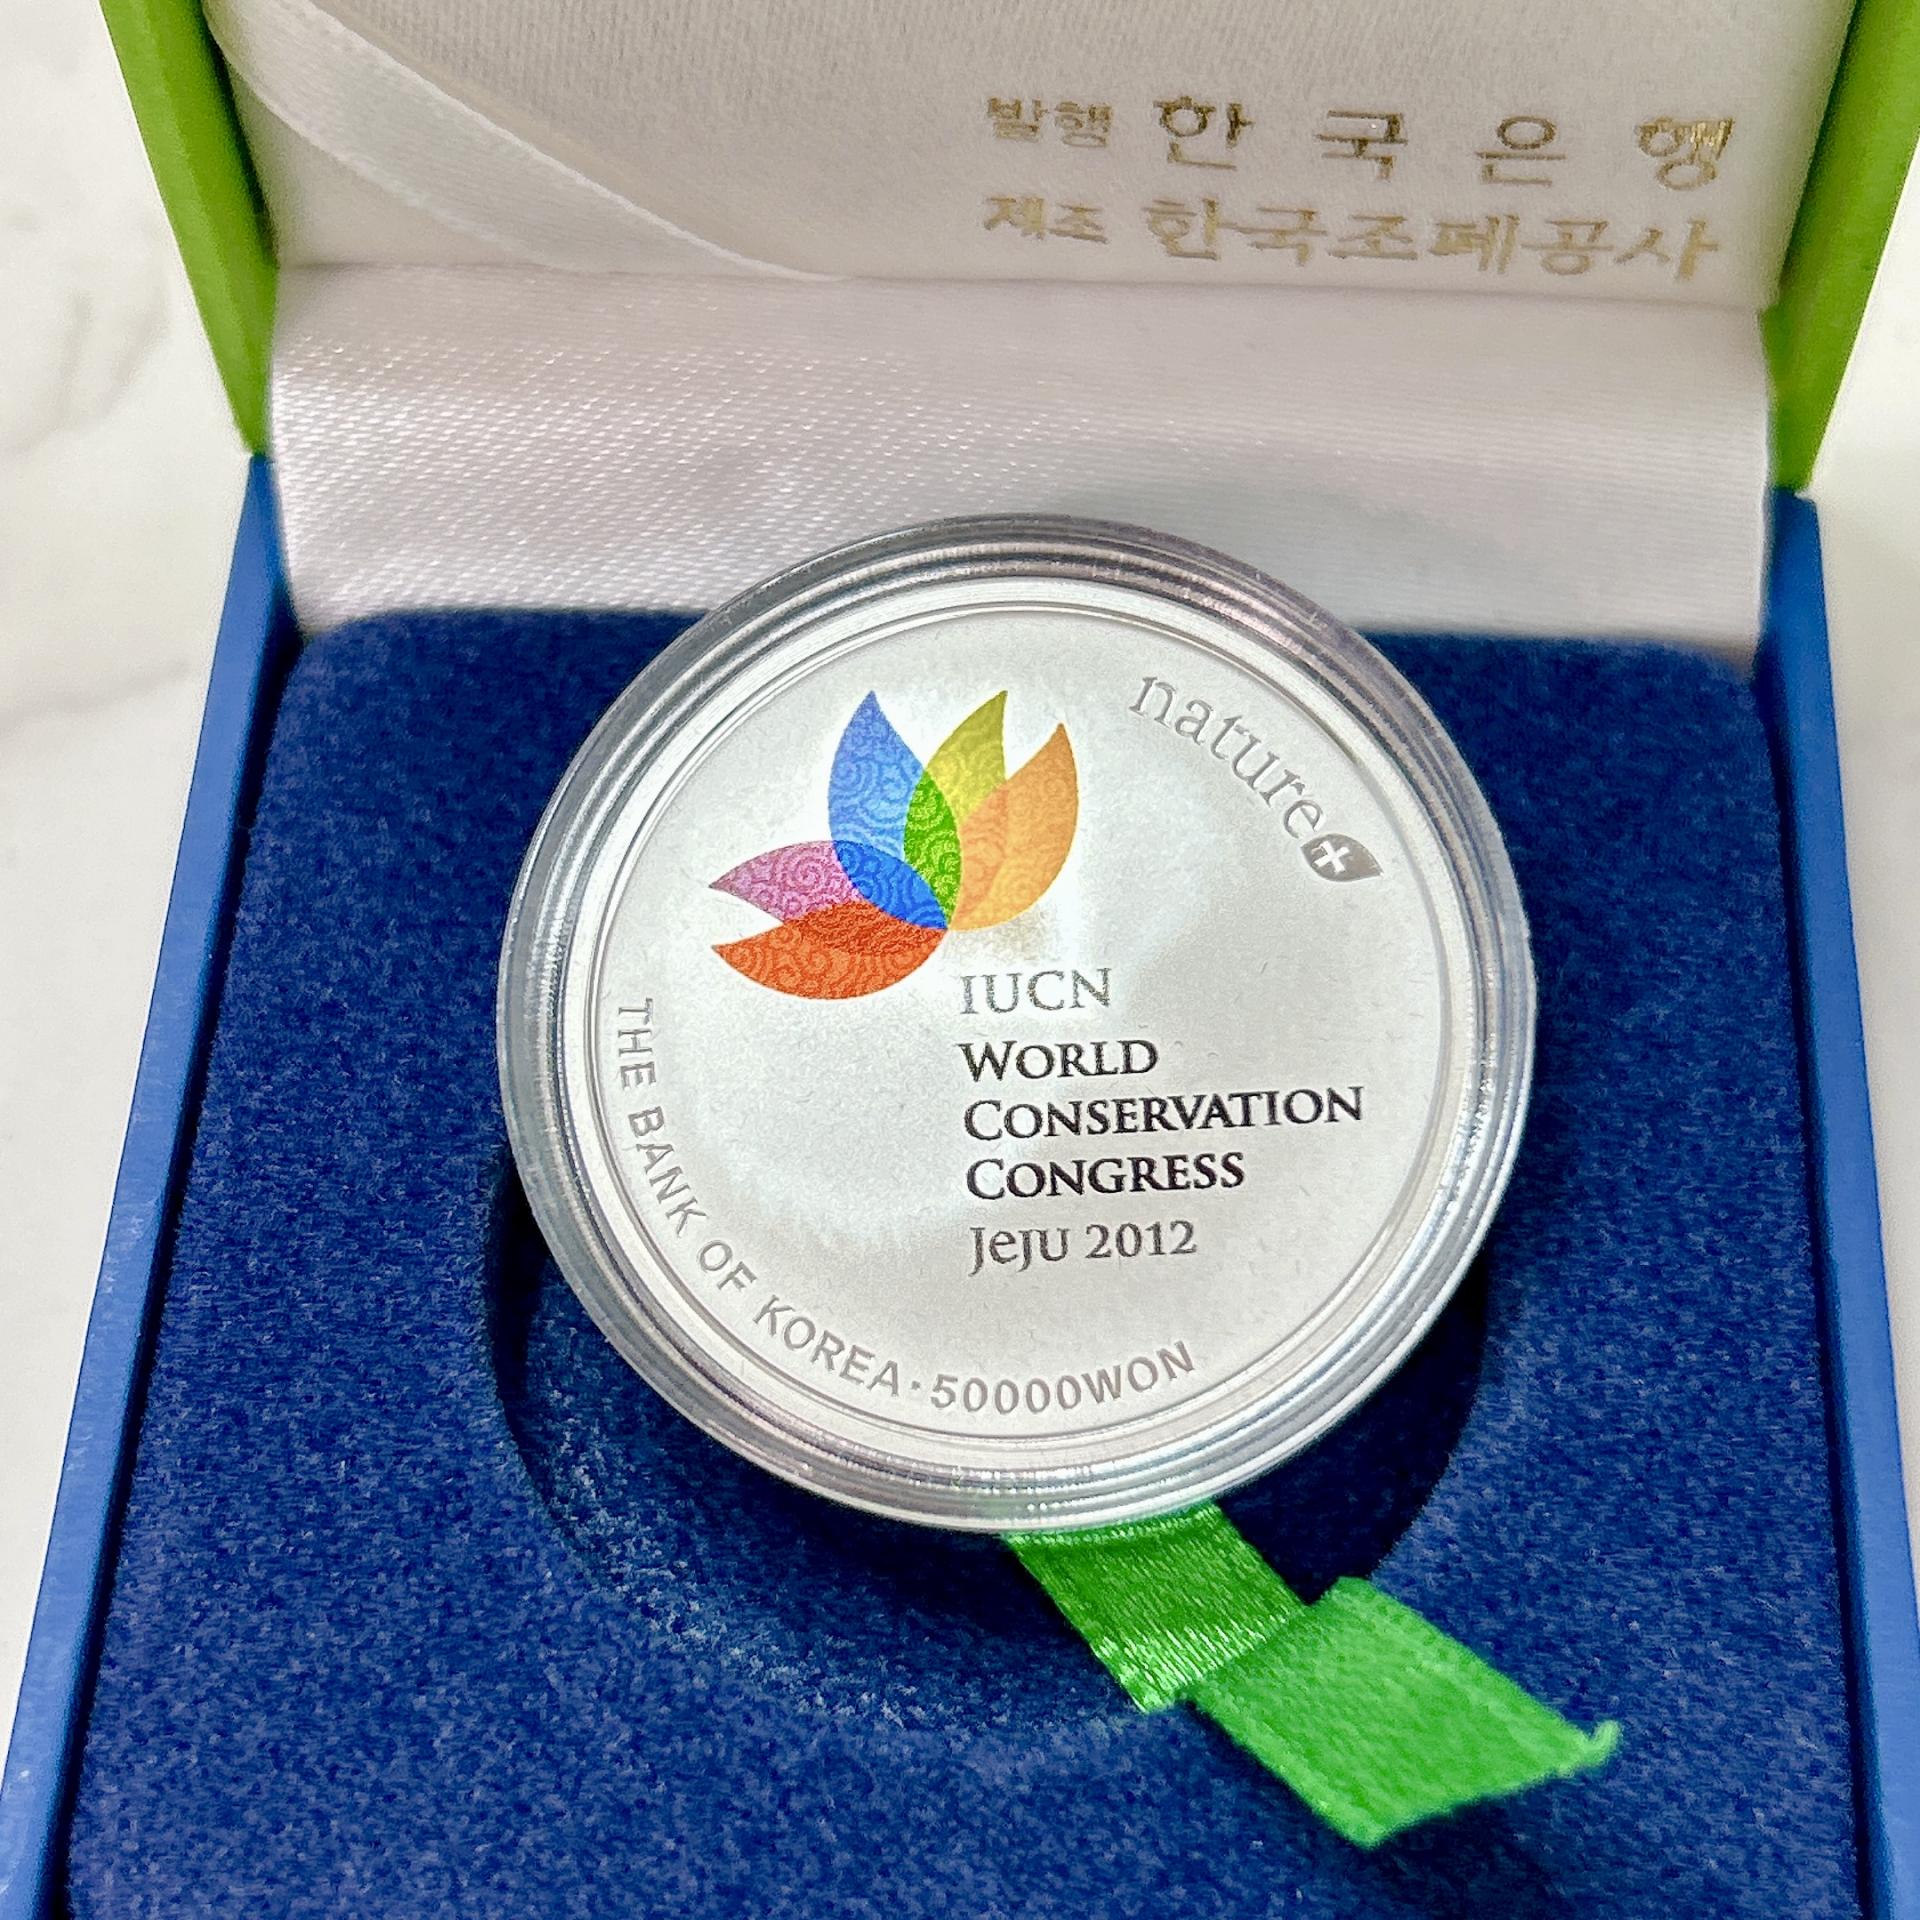 발행 한국은행
제조 한국조폐공사
nature+
IUCN
WORLD
CONSERVATION
CONGRESS
JeJU 2012
THE BANK OF KOREA·50000WON